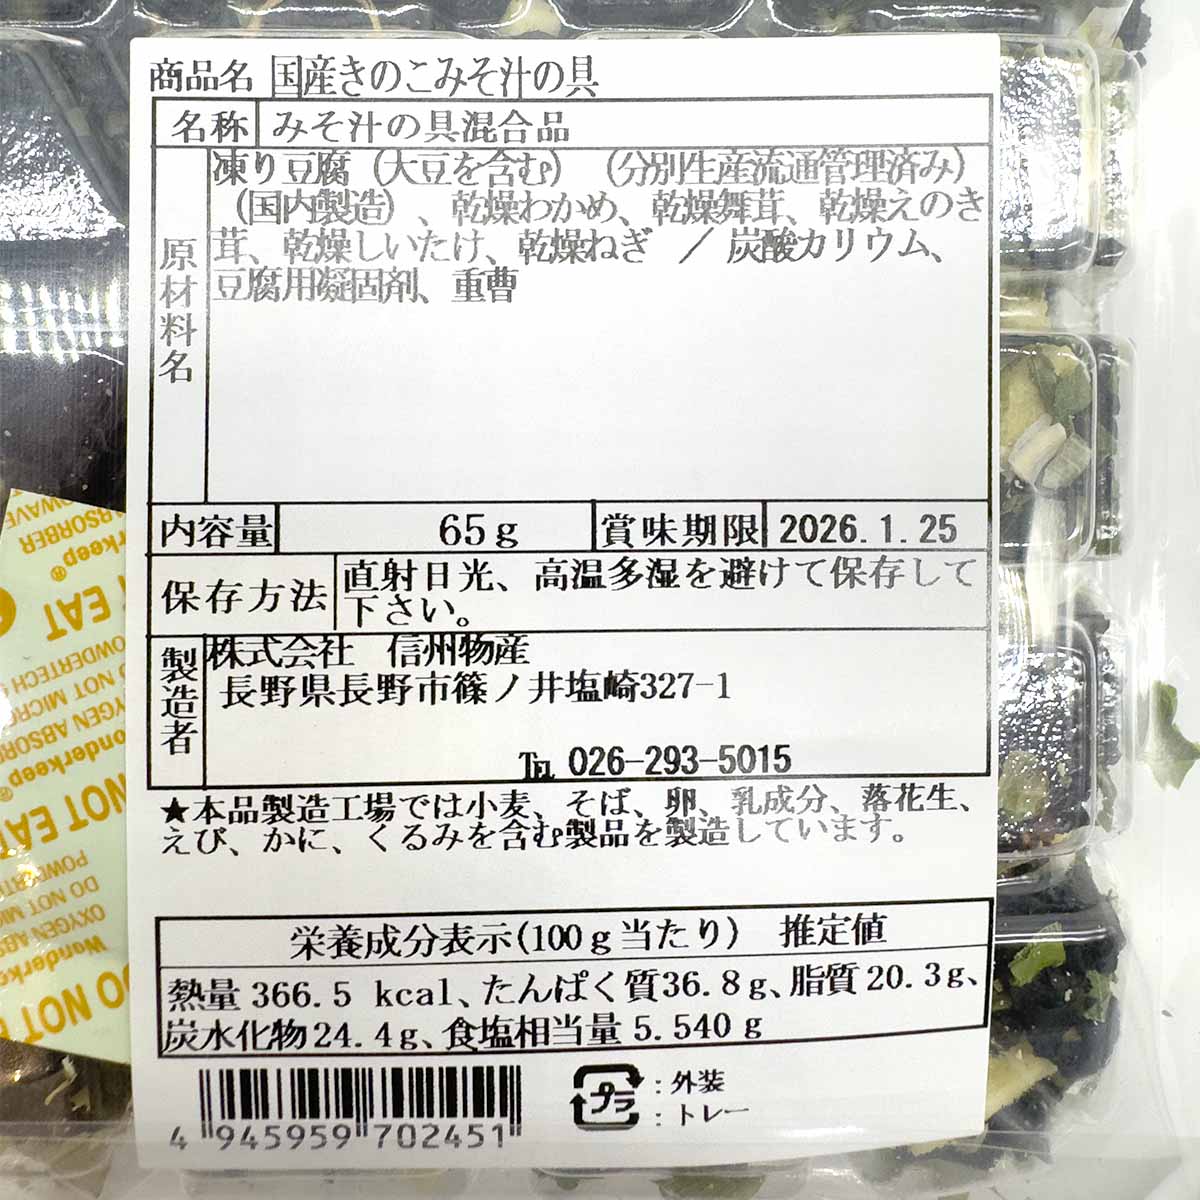 商品名 国産きのこみそ汁の具
名称 みそ汁の具混合品
原材料名
凍り豆腐（大豆を含む）（分別生産流通管理済み）
（国内製造）、乾燥わかめ、乾燥舞茸、乾燥えのき
茸、乾燥しいたけ、乾燥ねぎ ／ 炭酸カリウム、
豆腐用凝固剤、重曹
内容量 65g 賞味期限 2026.1.25
保存方法 直射日光、高温多湿を避けて保存して
下さい。
製造者
株式会社 信州物産
長野県長野市篠ノ井塩崎327-1
℡ 026-293-5015
★本品製造工場では小麦、そば、卵、乳成分、落花生、
えび、かに、くるみを含む製品を製造しています。
栄養成分表示(100g当たり) 推定値
熱量 366.5 kcal、たんぱく質36.8g、脂質20.3g、
炭水化物24.4g、食塩相当量5.540g
プラ
：外装
：トレー
4 945959 702451